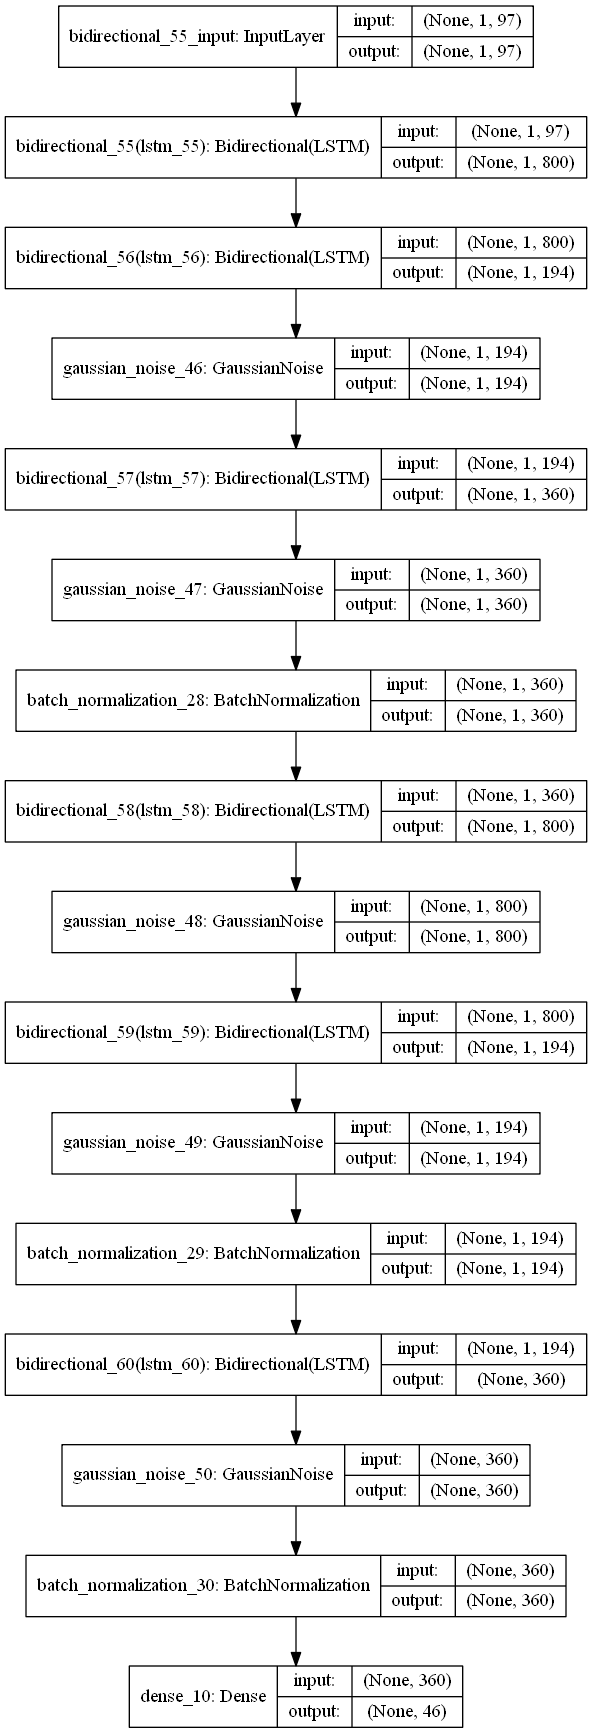 bidirectional_55_input: InputLayer
input: (None, 1, 97)
output: (None, 1, 97)
bidirectional_55(lstm_55): Bidirectional(LSTM)
input: (None, 1, 97)
output: (None, 1, 800)
bidirectional_56(lstm_56): Bidirectional(LSTM)
input: (None, 1, 800)
output: (None, 1, 194)
gaussian_noise_46: GaussianNoise
input: (None, 1, 194)
output: (None, 1, 194)
bidirectional_57(lstm_57): Bidirectional(LSTM)
input: (None, 1, 194)
output: (None, 1, 360)
gaussian_noise_47: GaussianNoise
input: (None, 1, 360)
output: (None, 1, 360)
batch_normalization_28: BatchNormalization
input: (None, 1, 360)
output: (None, 1, 360)
bidirectional_58(lstm_58): Bidirectional(LSTM)
input: (None, 1, 360)
output: (None, 1, 800)
gaussian_noise_48: GaussianNoise
input: (None, 1, 800)
output: (None, 1, 800)
bidirectional_59(lstm_59): Bidirectional(LSTM)
input: (None, 1, 800)
output: (None, 1, 194)
gaussian_noise_49: GaussianNoise
input: (None, 1, 194)
output: (None, 1, 194)
batch_normalization_29: BatchNormalization
input: (None, 1, 194)
output: (None, 1, 194)
bidirectional_60(lstm_60): Bidirectional(LSTM)
input: (None, 1, 194)
output: (None, 360)
gaussian_noise_50: GaussianNoise
input: (None, 360)
output: (None, 360)
batch_normalization_30: BatchNormalization
input: (None, 360)
output: (None, 360)
dense_10: Dense
input: (None, 360)
output: (None, 46)